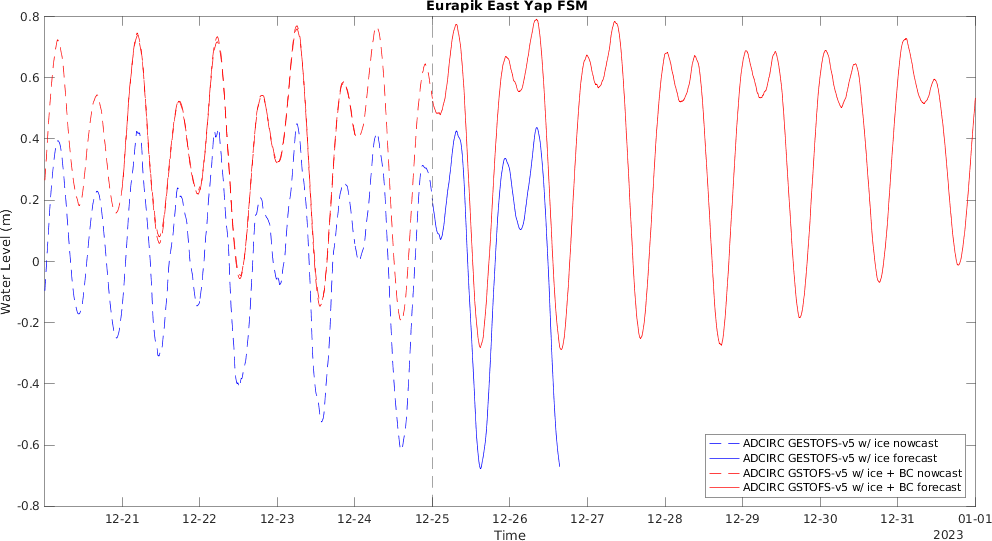 Eurapik East Yap FSM
Water Level (m)
0.8
0.6
0.4
0.2
0
-0.2
-0.4
-0.6
-0.8
ADCIRC GESTOFS-v5 w/ ice nowcast
ADCIRC GESTOFS-v5 w/ ice forecast
ADCIRC GSTOFS-v5 w/ ice + BC nowcast
ADCIRC GSTOFS-v5 w/ ice + BC forecast
12-21 12-22 12-23 12-24 12-25 12-26 12-27 12-28 12-29 12-30 12-31 01-01
Time
2023